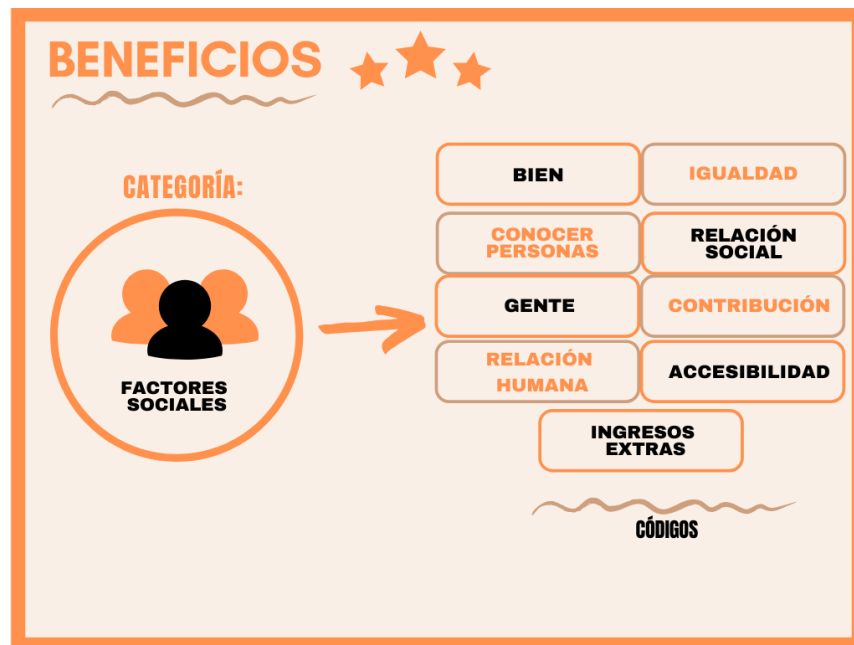 BENEFICIOS
CATEGORÍA:
FACTORES
SOCIALES
BIEN
IGUALDAD
CONOCER
PERSONAS
RELACIÓN
SOCIAL
GENTE
CONTRIBUCIÓN
RELACIÓN
HUMANA
ACCESIBILIDAD
INGRESOS
EXTRAS
CÓDIGOS